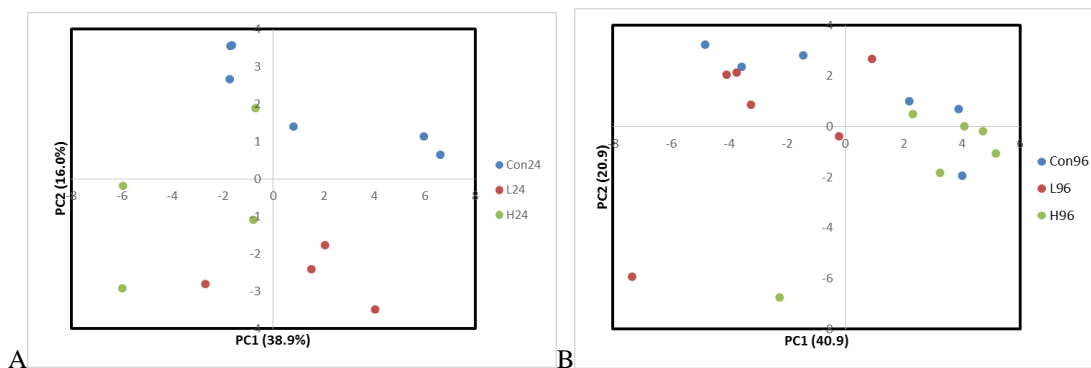 4
3
2
1
0
-8 -6 -4 -2 0 2 4 6 8
-1
-2
-3
-4
PC2 (16.0%)
PC1 (38.9%)
Con24
L24
H24
A
4
2
0
-8 -6 -4 -2 0 2 4 6
-2
-4
-6
-8
PC2 (20.9)
PC1 (40.9)
Con96
L96
H96
B